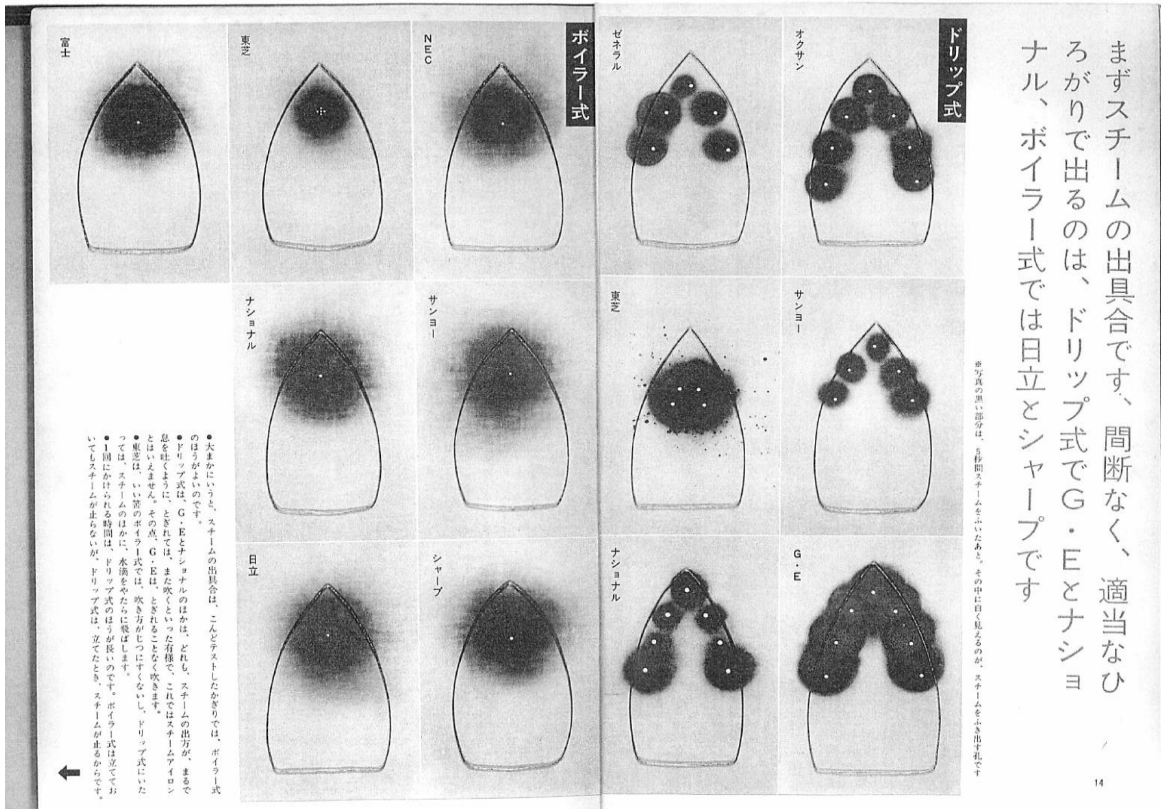 まずスチームの出具合です、間断なく、適当なひ
ろがりで出るのは、ドリップ式でG・Eとナショ
ナル、ボイラー式では日立とシャープです
※写真の黒い部分は、5秒間スチームをふいたあと。その中に白く見えるのが、スチームをふき出す孔です
14
ドリップ式
オクサン
ゼネラル
サンヨー
東芝
G・E
ナショナル
ボイラー式
NEC
東芝
富士
サンヨー
ナショナル
シャープ
日立
●大まかにいうと、スチームの出具合は、こんどテストしたかぎりでは、ボイラー式
のほうがよいのです。
●ドリップ式は、G・Eとナショナルのほかは、どれも、スチームの出方が、まるで
息を吐くように、とぎれては、また吹くといった有様で、これではスチームアイロン
とはいえません。その点、G・Eは、とぎれることなく吹きます。
●東芝は、いい筈のボイラー式では、吹き方がじつにすくないし、ドリップ式にいた
っては、スチームのほかに、水滴をやたらに飛ばします。
●1回にかけられる時間は、ドリップ式のほうが長いのです。ボイラー式は立ててお
いてもスチームが止らないが、ドリップ式は、立てたとき、スチームが止るからです。